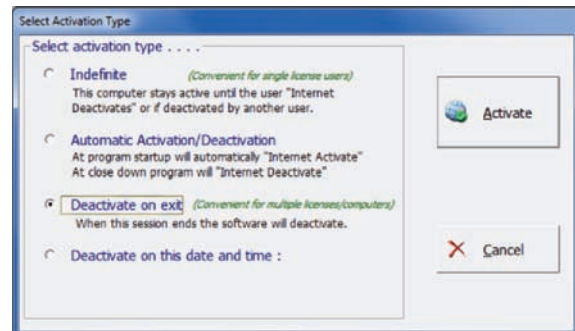 Select Activation Type
Select activation type . . . .
Indefinite (Convenient for single license users)
This computer stays active until the user "Internet
Deactivates" or if deactivated by another user.
Automatic Activation/Deactivation
At program startup will automatically "Internet Activate"
At close down program will "Internet Deactivate"
Deactivate on exit (Convenient for multiple licenses/computers)
When this session ends the software will deactivate.
Deactivate on this date and time :
Activate
Cancel